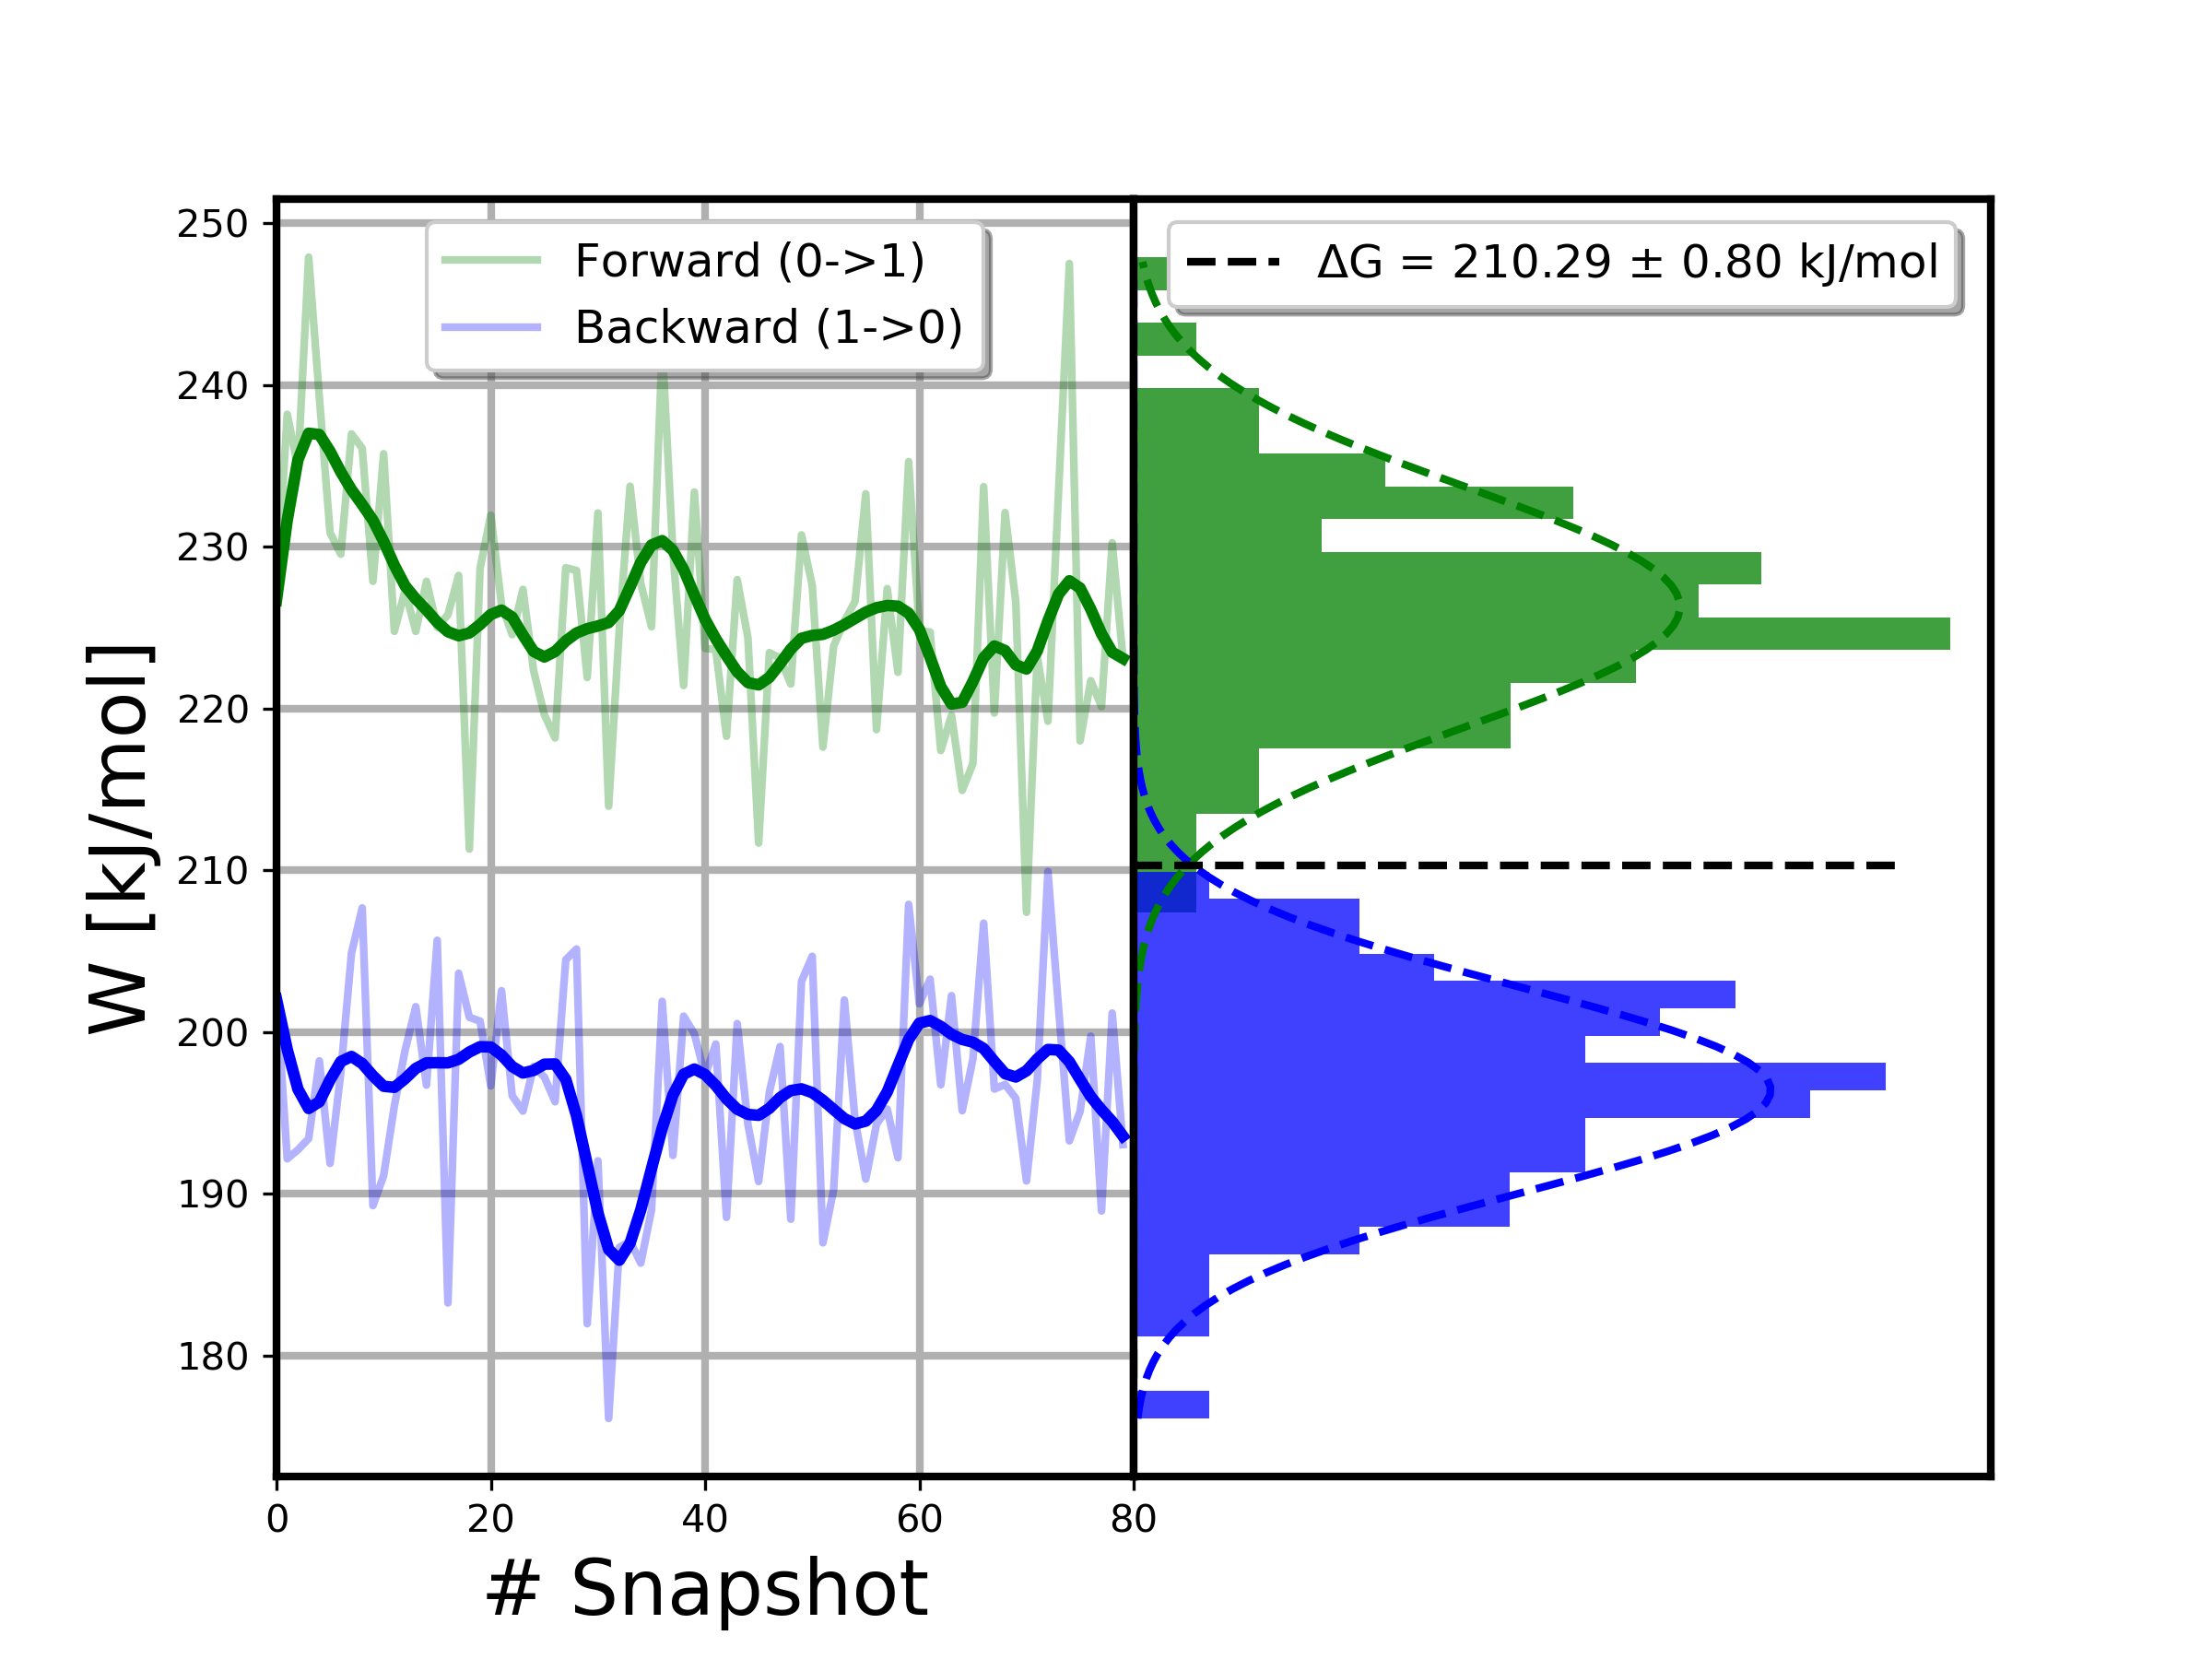 250
240
230
220
210
200
190
180
W [kJ/mol]
Forward (0->1)
Backward (1->0)
ΔG = 210.29 ± 0.80 kJ/mol
0 20 40 60 80
# Snapshot